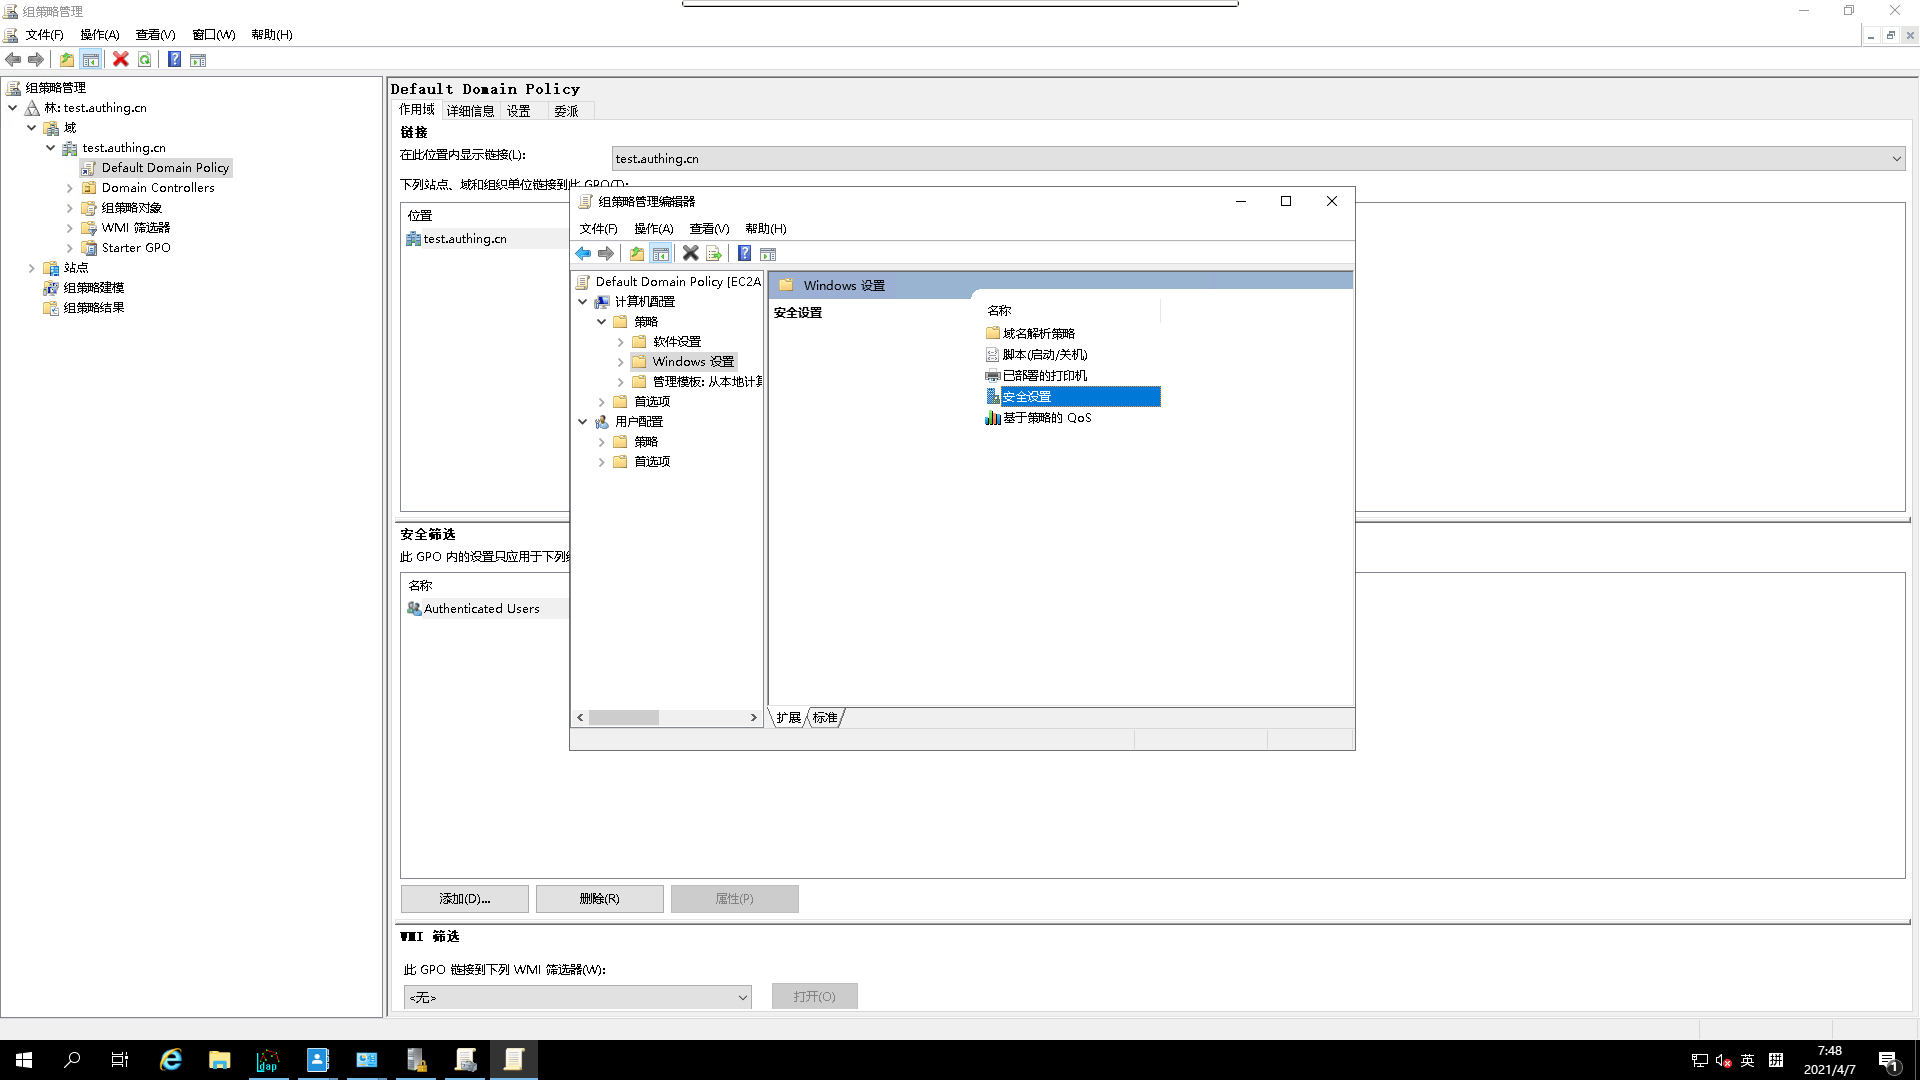 组策略管理
文件(F) 操作(A) 查看(V) 窗口(W) 帮助(H)
组策略管理
林: test.authing.cn
域
test.authing.cn
Default Domain Policy
Domain Controllers
组策略对象
WMI 筛选器
Starter GPO
站点
组策略建模
组策略结果
Default Domain Policy
作用域 详细信息 设置 委派
链接
在此位置内显示链接(L):
test.authing.cn
下列站点、域和组织单位链接到此 GPO(T):
位置
test.authing.cn
组策略管理编辑器
文件(F) 操作(A) 查看(V) 帮助(H)
Default Domain Policy [EC2A
计算机配置
策略
软件设置
Windows 设置
管理模板: 从本地计算
首选项
用户配置
策略
首选项
Windows 设置
安全设置
名称
域名解析策略
脚本(启动/关机)
已部署的打印机
安全设置
基于策略的 QoS
扩展 标准
安全筛选
此 GPO 内的设置只应用于下列
名称
Authenticated Users
添加(D)... 删除(R) 属性(P)
WMI 筛选
此 GPO 链接到下列 WMI 筛选器(W):
<无>
打开(O)
ldap
英 拼
7:48
2021/4/7
1